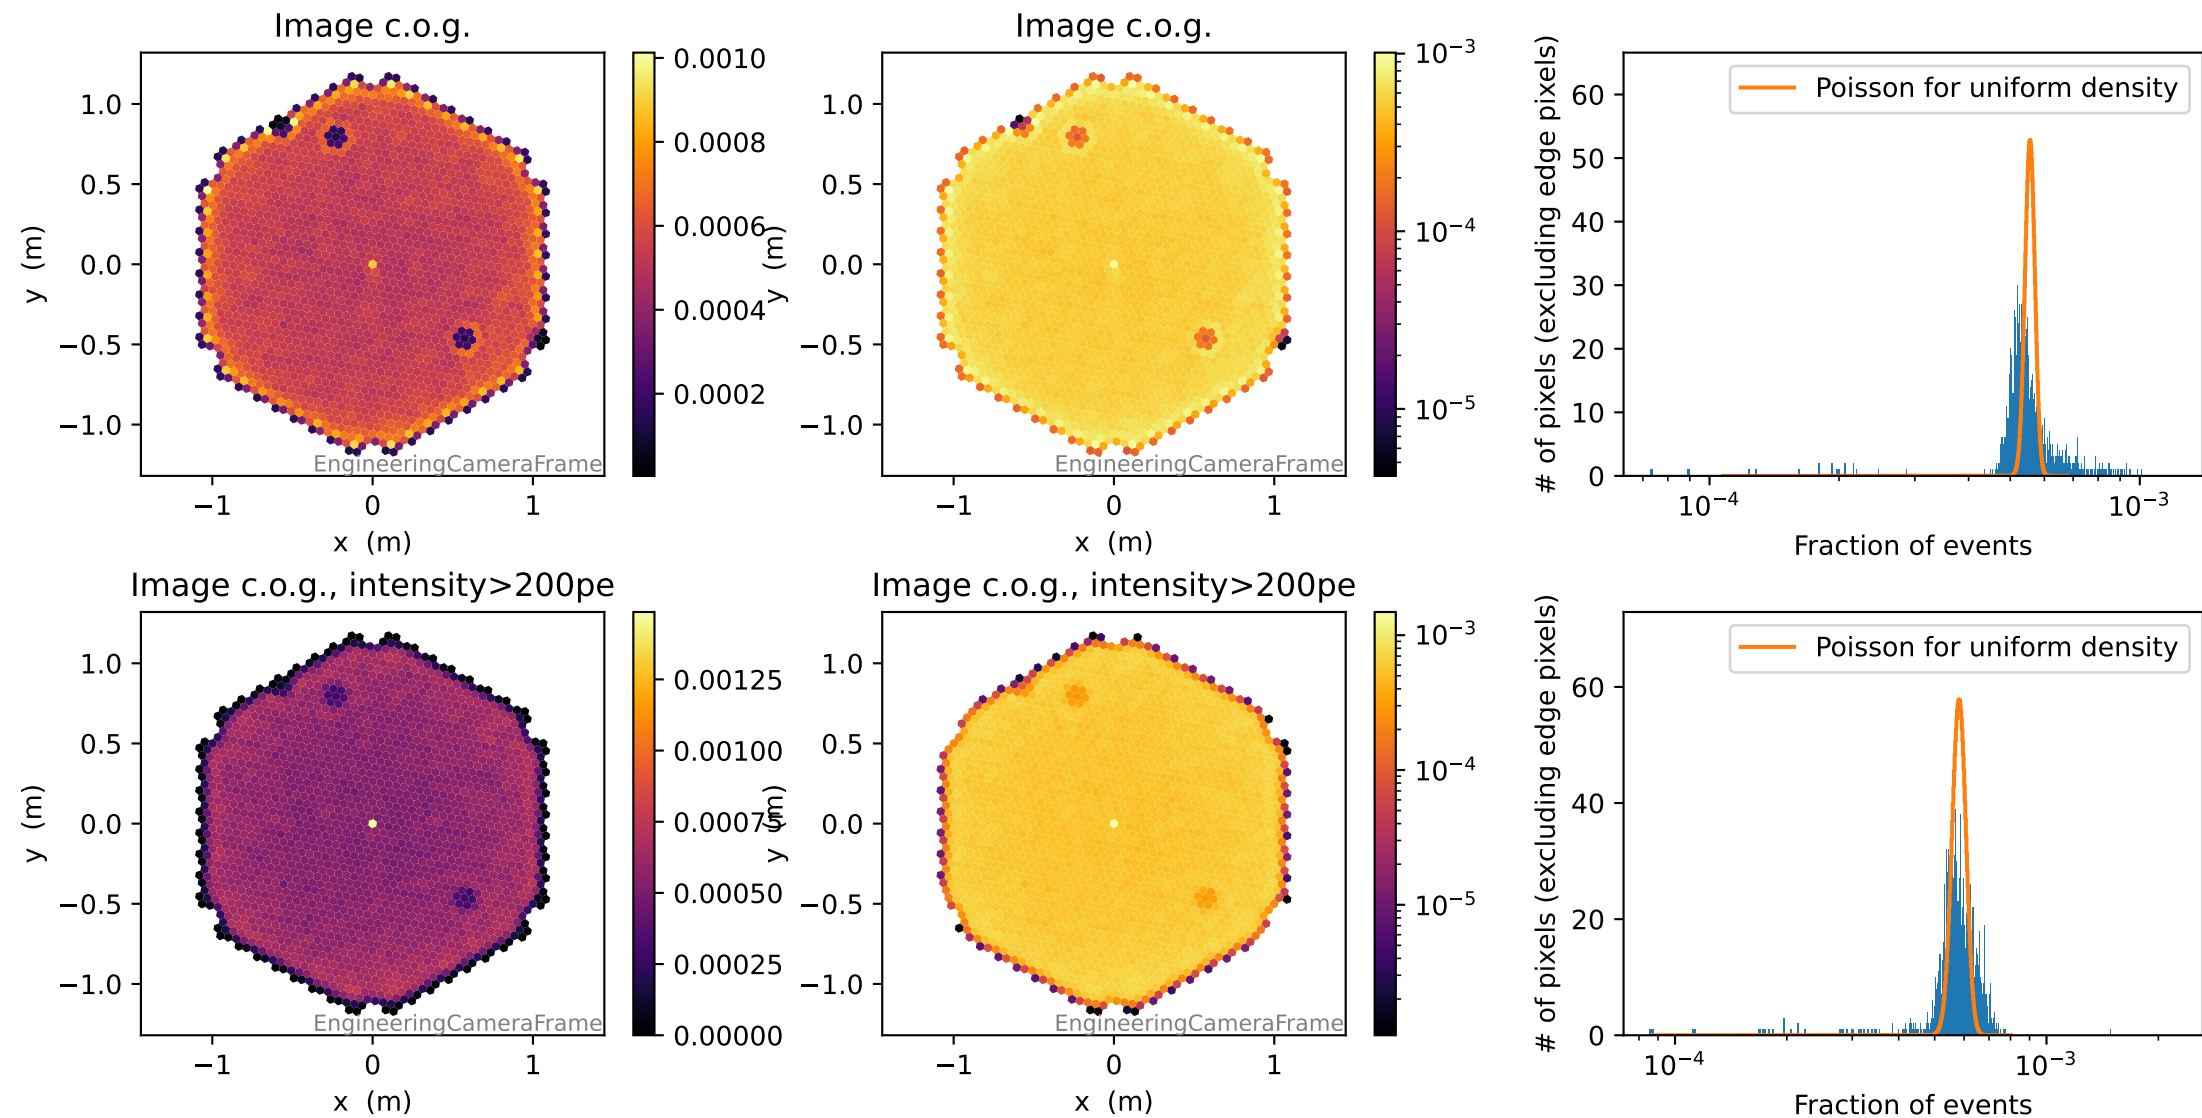 Image c.o.g.
1.0
0.5
0.0
−0.5
−1.0
y (m)
−1
0
1
x (m)
EngineeringCameraFrame
0.0010
0.0008
0.0006
0.0004
0.0002
Image c.o.g.
1.0
0.5
0.0
−0.5
−1.0
y (m)
−1
0
1
x (m)
EngineeringCameraFrame
10⁻³
10⁻⁴
10⁻⁵
Poisson for uniform density
60
50
40
30
20
10
0
# of pixels (excluding edge pixels)
10⁻⁴
10⁻³
Fraction of events
Image c.o.g., intensity>200pe
1.0
0.5
0.0
−0.5
−1.0
y (m)
−1
0
1
x (m)
EngineeringCameraFrame
0.00125
0.00100
0.00075
0.00050
0.00025
0.00000
Image c.o.g., intensity>200pe
1.0
0.5
0.0
−0.5
−1.0
y (m)
−1
0
1
x (m)
EngineeringCameraFrame
10⁻³
10⁻⁴
10⁻⁵
Poisson for uniform density
60
40
20
0
# of pixels (excluding edge pixels)
10⁻⁴
10⁻³
Fraction of events